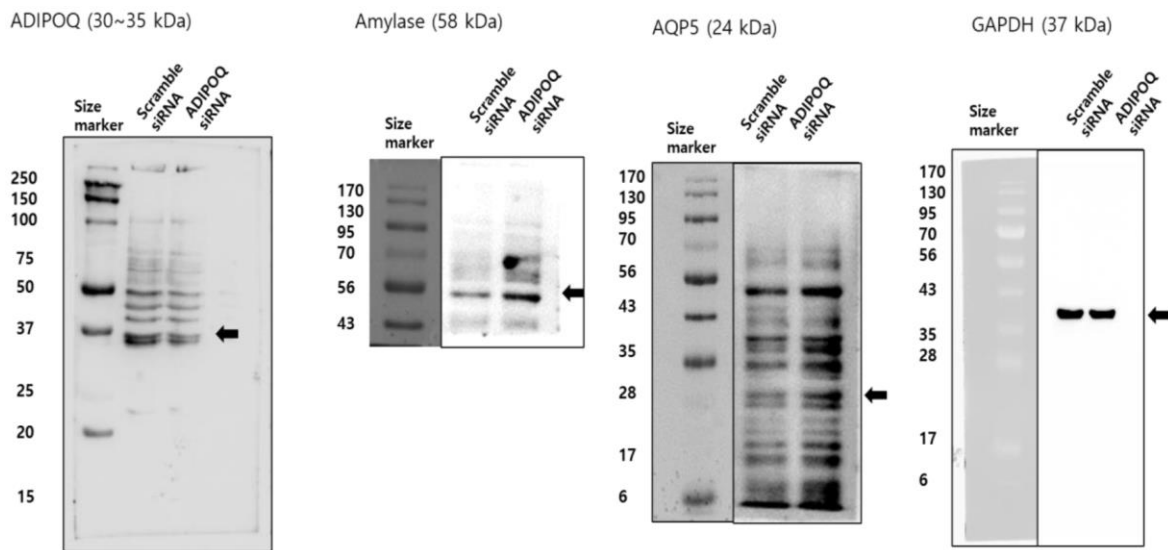 ADIPOQ (30~35 kDa)
Size marker
Scramble siRNA
ADIPOQ siRNA
250
150
100
75
50
37
25
20
15
Amylase (58 kDa)
Size marker
Scramble siRNA
ADIPOQ siRNA
170
130
95
70
56
43
AQP5 (24 kDa)
Size marker
Scramble siRNA
ADIPOQ siRNA
170
130
95
70
56
43
35
28
17
6
GAPDH (37 kDa)
Size marker
Scramble siRNA
ADIPOQ siRNA
170
130
95
70
56
43
35
28
17
6